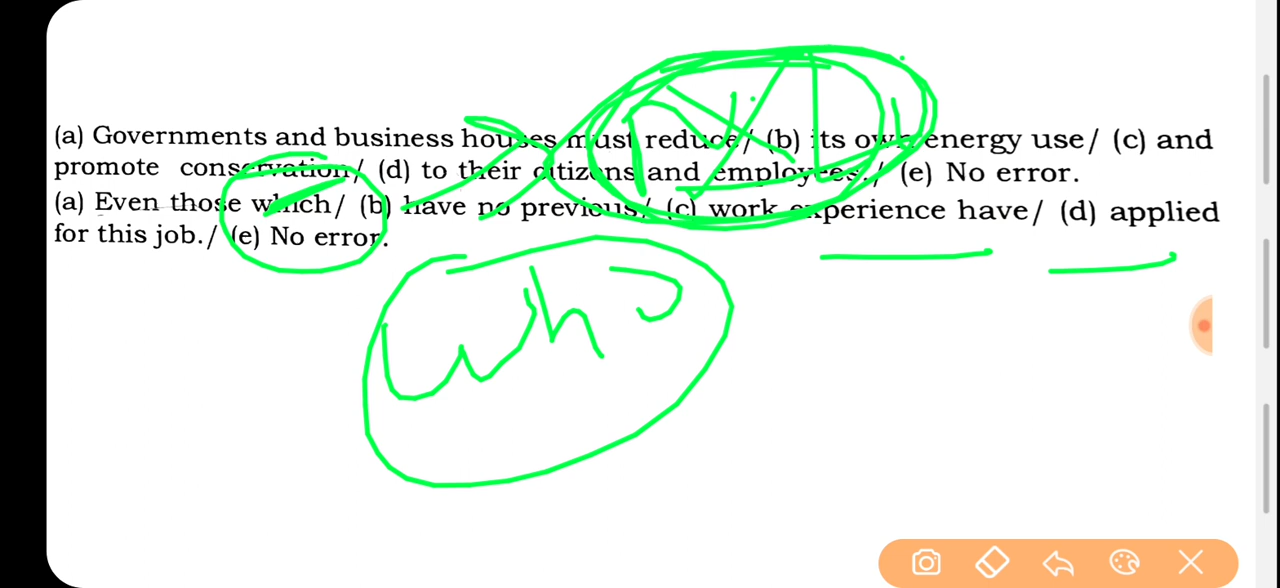 (a) Governments and business houses must reduce/ (b) its own energy use/ (c) and
promote conservation/ (d) to their citizens and employees./ (e) No error.
(a) Even those which/ (b) have no previous/ (c) work experience have/ (d) applied
for this job./ (e) No error.
who